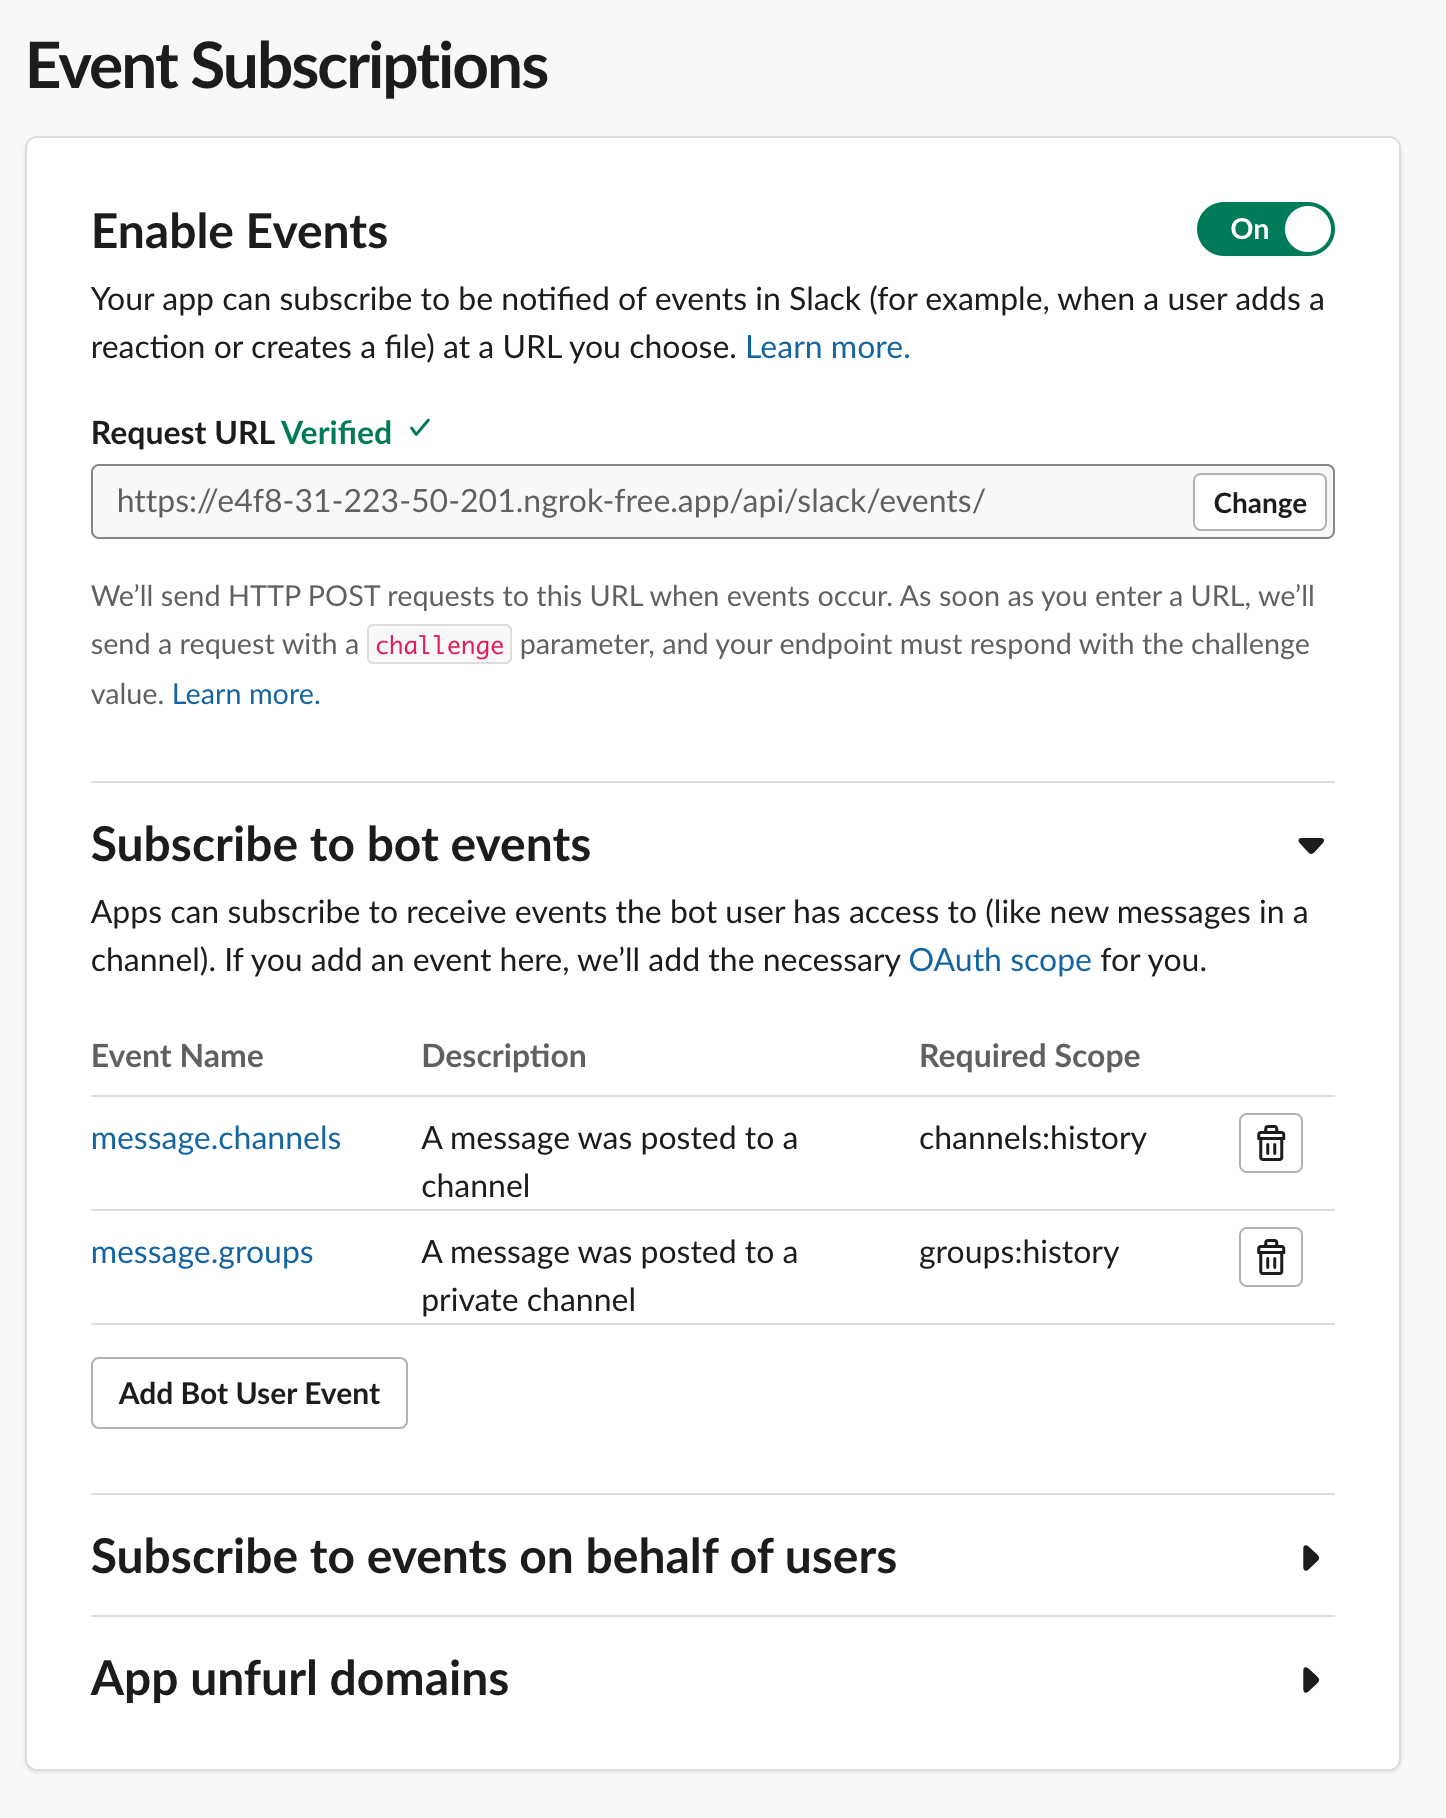 Event Subscriptions
Enable Events
On
Your app can subscribe to be notified of events in Slack (for example, when a user adds a
reaction or creates a file) at a URL you choose. Learn more.
Request URL Verified ✓
https://e4f8-31-223-50-201.ngrok-free.app/api/slack/events/
Change
We’ll send HTTP POST requests to this URL when events occur. As soon as you enter a URL, we’ll
send a request with a challenge parameter, and your endpoint must respond with the challenge
value. Learn more.
Subscribe to bot events
Apps can subscribe to receive events the bot user has access to (like new messages in a
channel). If you add an event here, we’ll add the necessary OAuth scope for you.
Event Name Description Required Scope
message.channels A message was posted to a channels:history
channel
message.groups A message was posted to a groups:history
private channel
Add Bot User Event
Subscribe to events on behalf of users
App unfurl domains